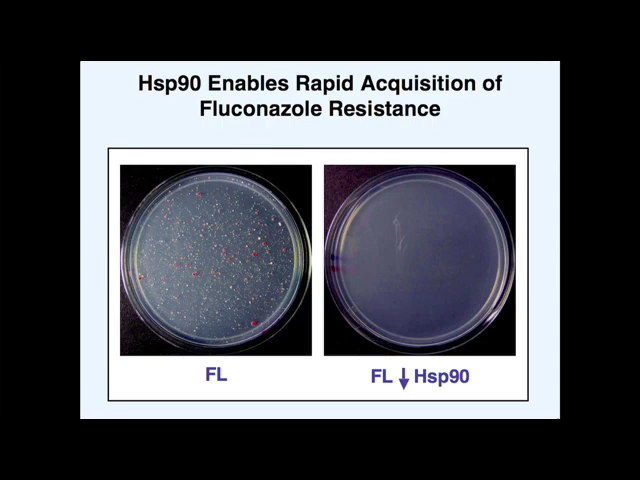 Hsp90 Enables Rapid Acquisition of
Fluconazole Resistance
FL
FL ↓ Hsp90